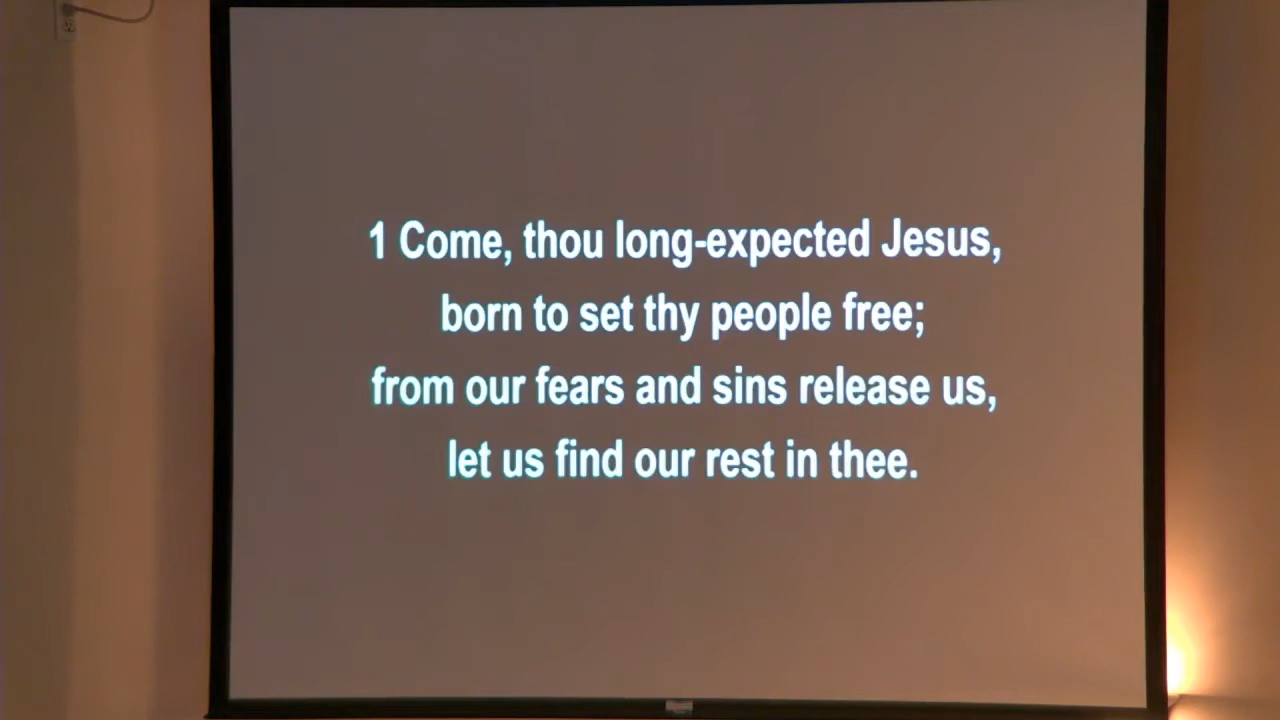 1 Come, thou long-expected Jesus,
born to set thy people free;
from our fears and sins release us,
let us find our rest in thee.